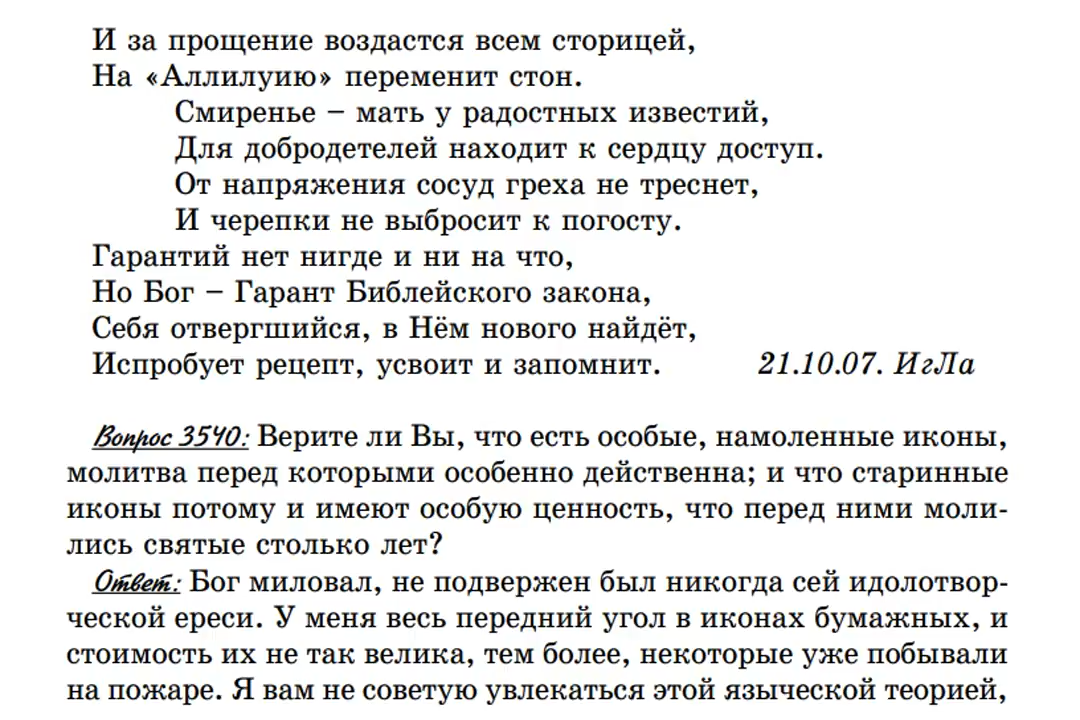 И за прощение воздастся всем сторицей,
На «Аллилуию» переменит стон.
Смиренье – мать у радостных известий,
Для добродетелей находит к сердцу доступ.
От напряжения сосуд греха не треснет,
И черепки не выбросит к погосту.
Гарантий нет нигде и ни на что,
Но Бог – Гарант Библейского закона,
Себя отвергшийся, в Нём нового найдёт,
Испробует рецепт, усвоит и запомнит. 21.10.07. ИгЛа
Вопрос 3540: Верите ли Вы, что есть особые, намоленные иконы,
молитва перед которыми особенно действенна; и что старинные
иконы потому и имеют особую ценность, что перед ними моли-
лись святые столько лет?
Ответ: Бог миловал, не подвержен был никогда сей идолотвор-
ческой ереси. У меня весь передний угол в иконах бумажных, и
стоимость их не так велика, тем более, некоторые уже побывали
на пожаре. Я вам не советую увлекаться этой языческой теорией,